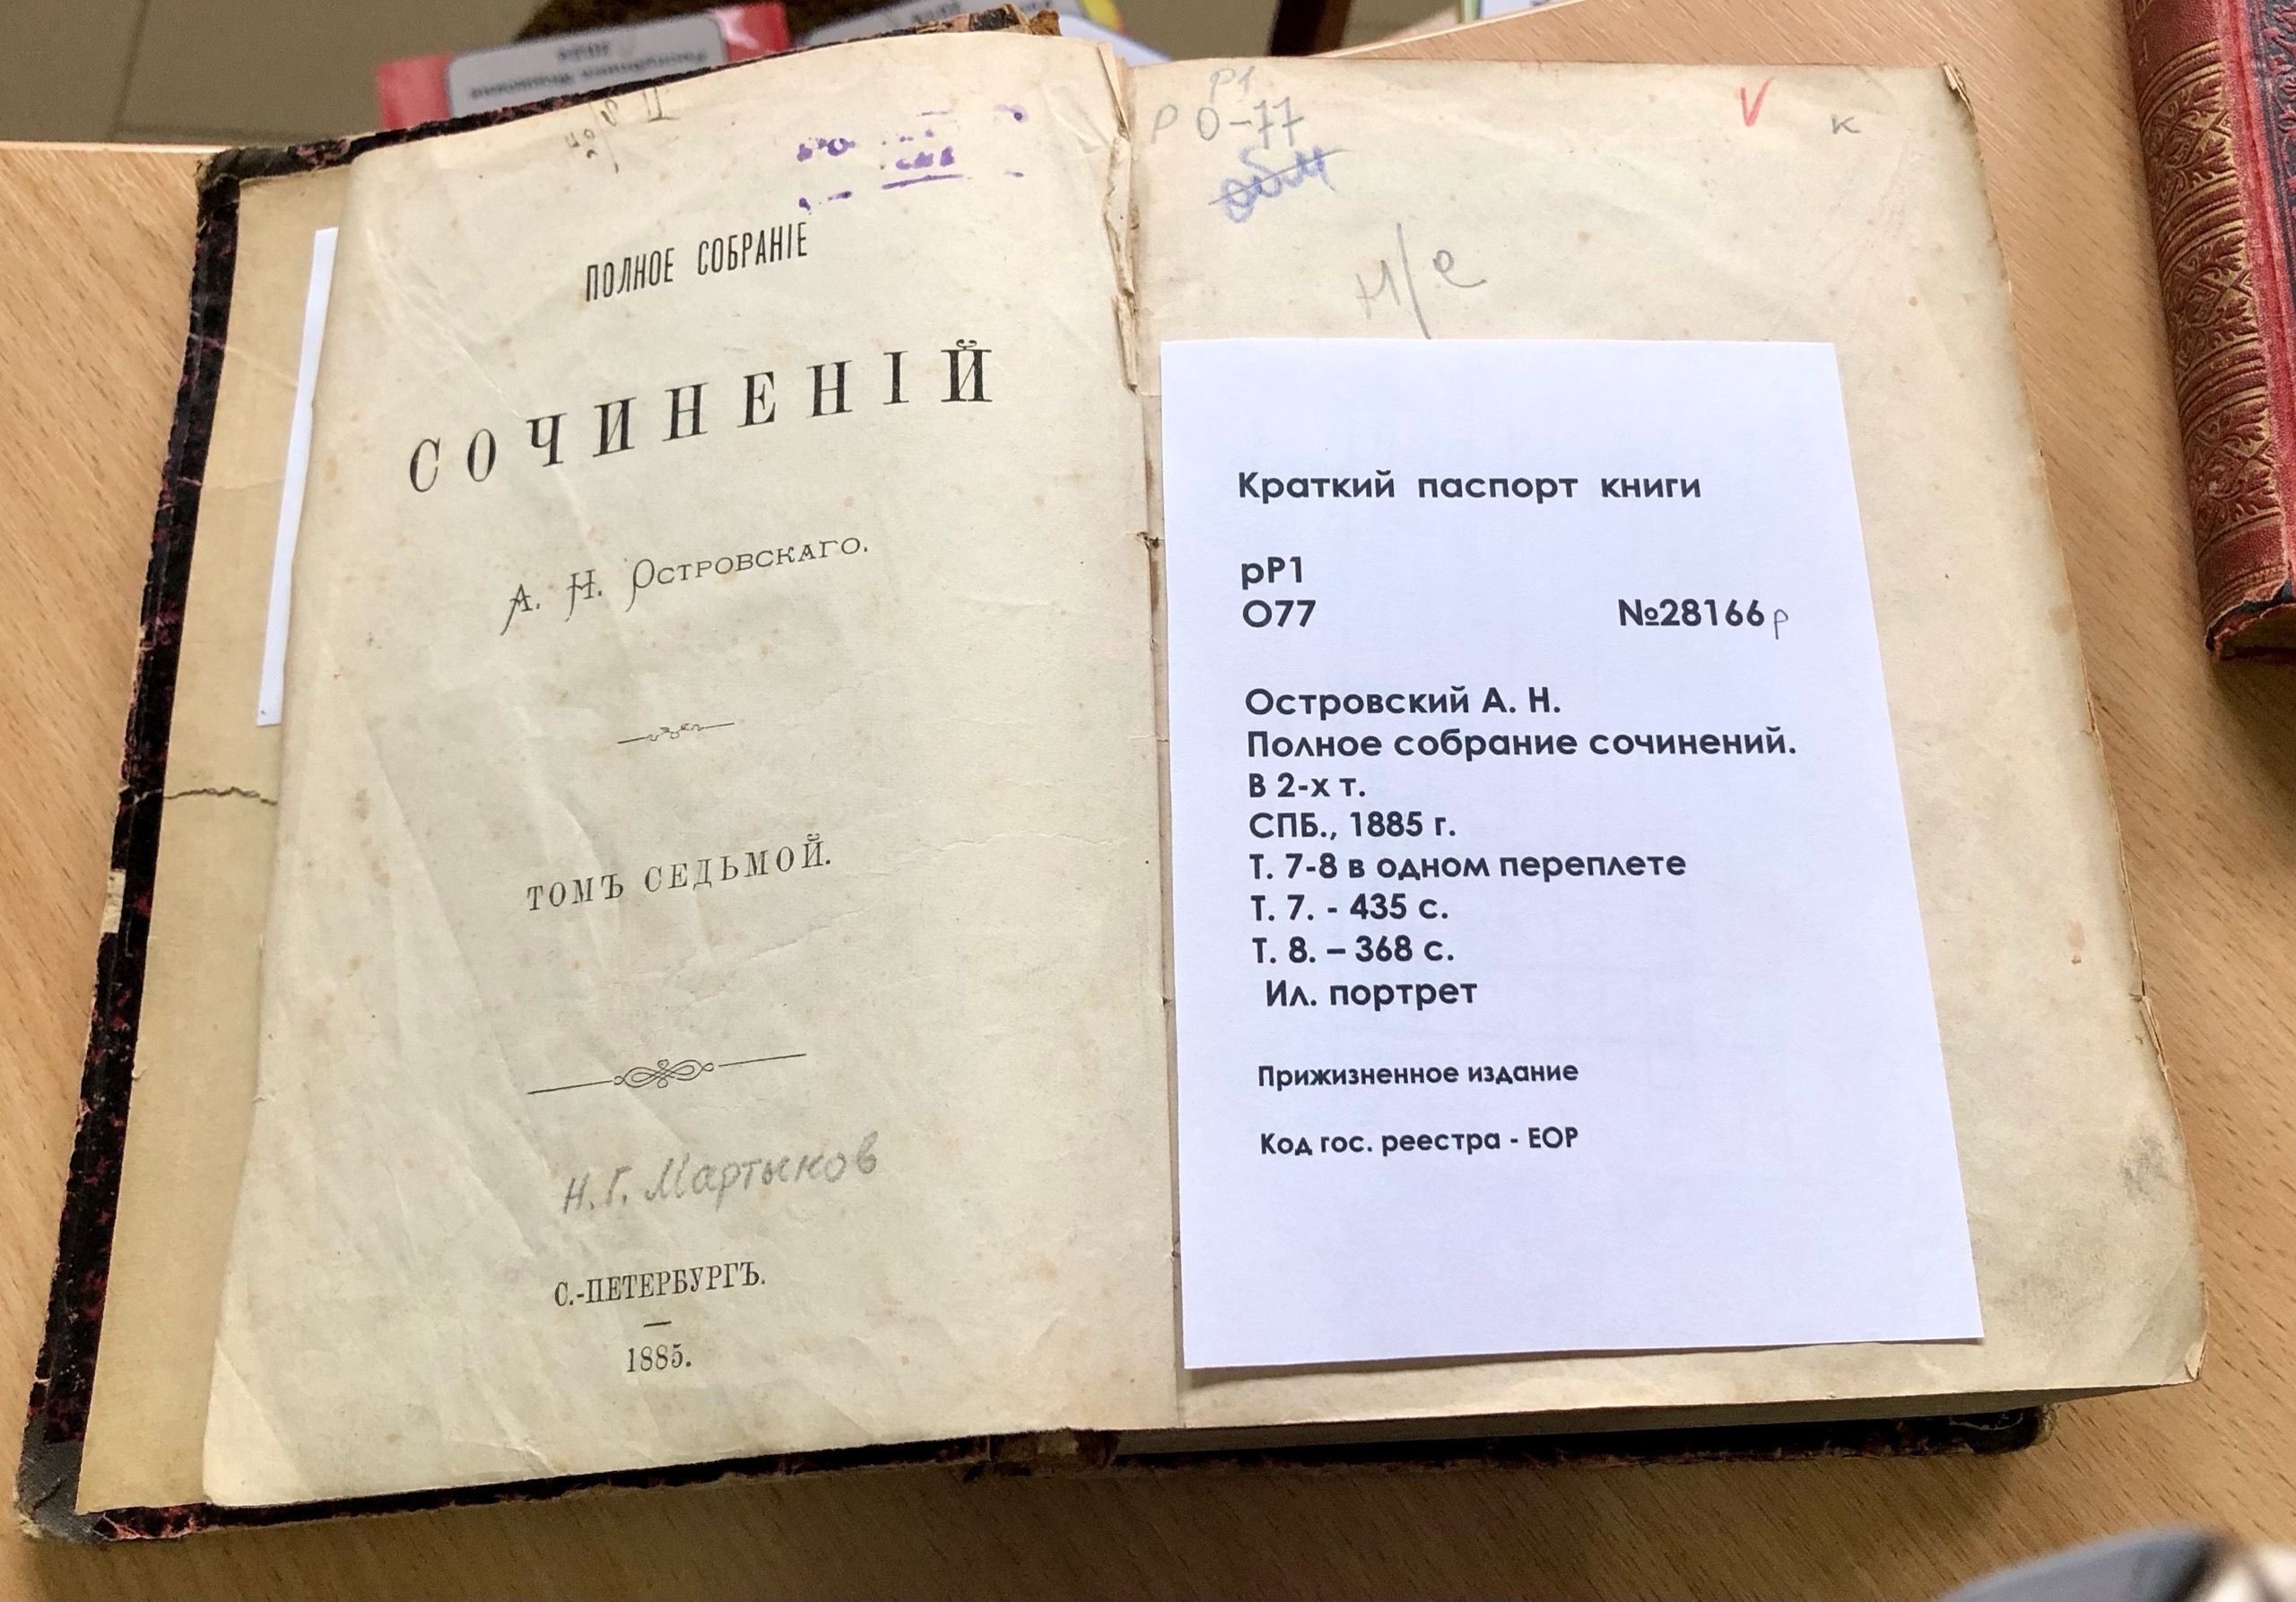 ПОЛНОЕ СОБРАНІЕ
СОЧИНЕНІЙ
А. Н. ОСТРОВСКАГО.
ТОМЪ СЕДЬМОЙ.
Н. Г. Мартынов
С.-ПЕТЕРБУРГЪ.
1885.
Р1
Р О-77
V
к
н/е
Краткий паспорт книги
рР1
О77 №28166 р
Островский А. Н.
Полное собрание сочинений.
В 2-х т.
СПБ., 1885 г.
Т. 7-8 в одном переплете
Т. 7. - 435 с.
Т. 8. – 368 с.
Ил. портрет
Прижизненное издание
Код гос. реестра - ЕОР